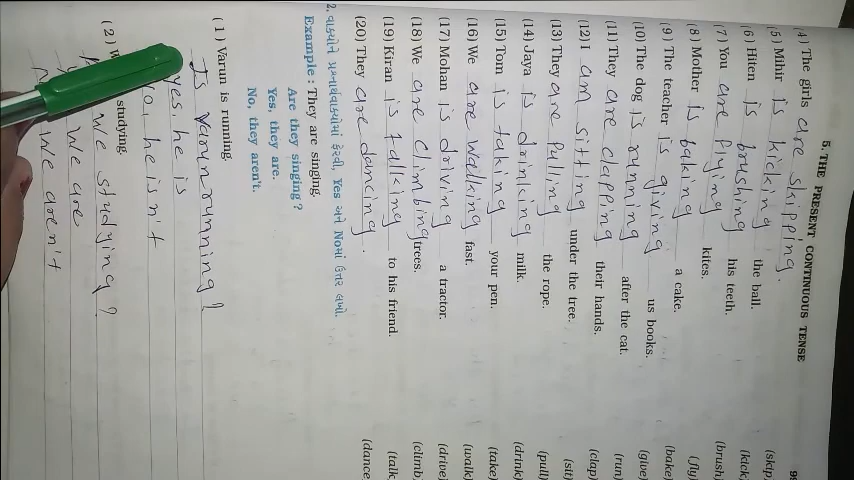 5. THE PRESENT CONTINUOUS TENSE 99
(4) The girls are skipping. (skip)
(5) Mihir is kicking the ball. (kick)
(6) Hiten is brushing his teeth. (brush)
(7) You are flying kites. (fly)
(8) Mother is baking a cake. (bake)
(9) The teacher is giving us books. (give)
(10) The dog is running after the cat. (run)
(11) They are clapping their hands. (clap)
(12) I am sitting under the tree. (sit)
(13) They are pulling the rope. (pull)
(14) Jaya is drinking milk. (drink)
(15) Tom is taking your pen. (take)
(16) We are walking fast. (walk)
(17) Mohan is driving a tractor. (drive)
(18) We are climbing trees. (climb)
(19) Kiran is talking to his friend. (talk)
(20) They are dancing. (dance)
2. વાક્યોને પ્રશ્નાર્થવાક્યોમાં ફેરવી, Yes અને Noમાં ઉત્તર લખો.
Example : They are singing.
Are they singing ?
Yes, they are.
No, they aren't.
(1) Varun is running.
Is varun running?
yes, he is
No, he isn't
(2) studying.
we studying?
we are
we aren't